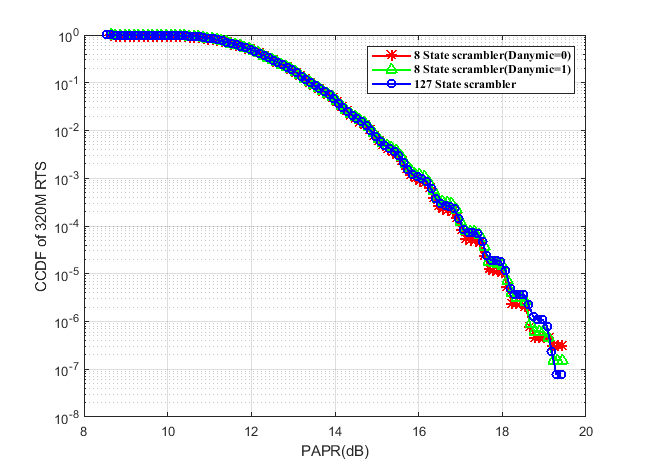 8 State scrambler(Danymic=0)
8 State scrambler(Danymic=1)
127 State scrambler
CCDF of 320M RTS
10^0
10^-1
10^-2
10^-3
10^-4
10^-5
10^-6
10^-7
10^-8
8 10 12 14 16 18 20
PAPR(dB)